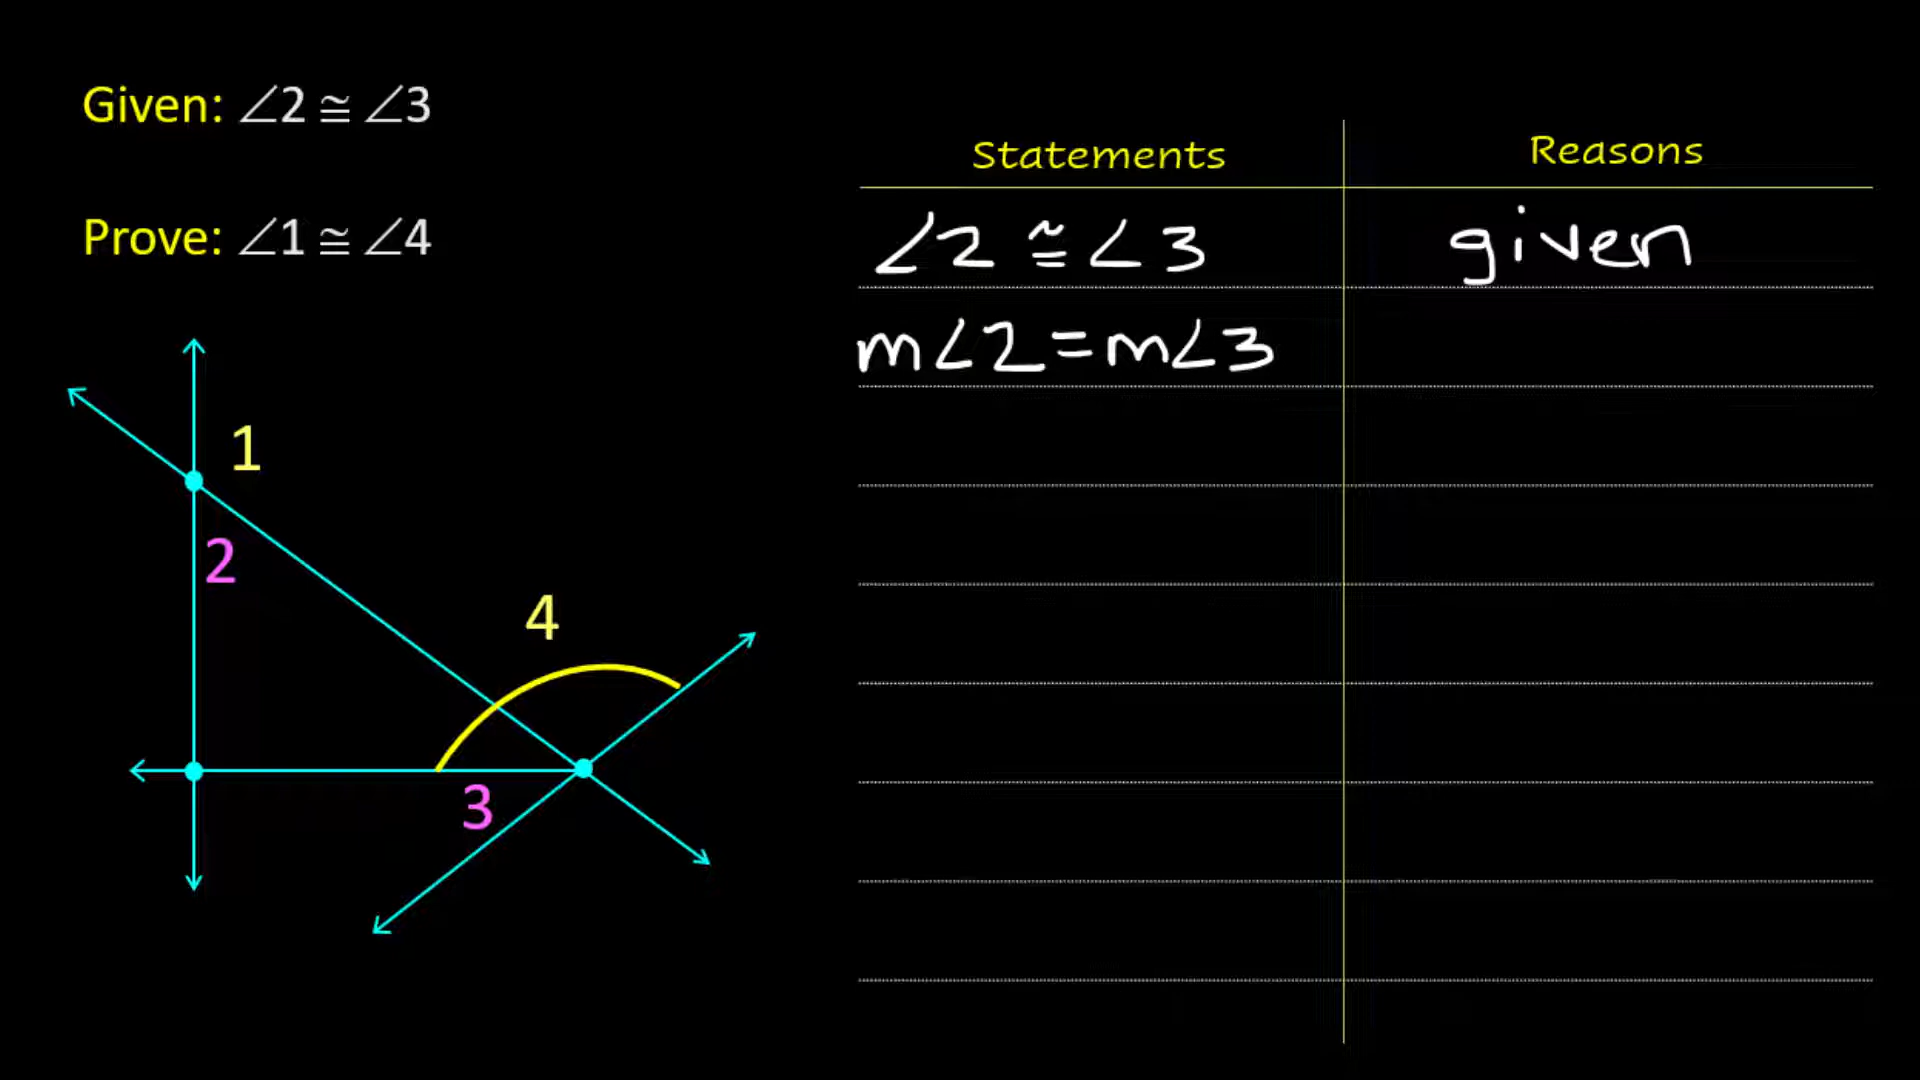 Given: ∠2 ≅ ∠3
Prove: ∠1 ≅ ∠4
1
2
4
3
Statements Reasons
∠2 ≅ ∠3 given
m∠2 = m∠3